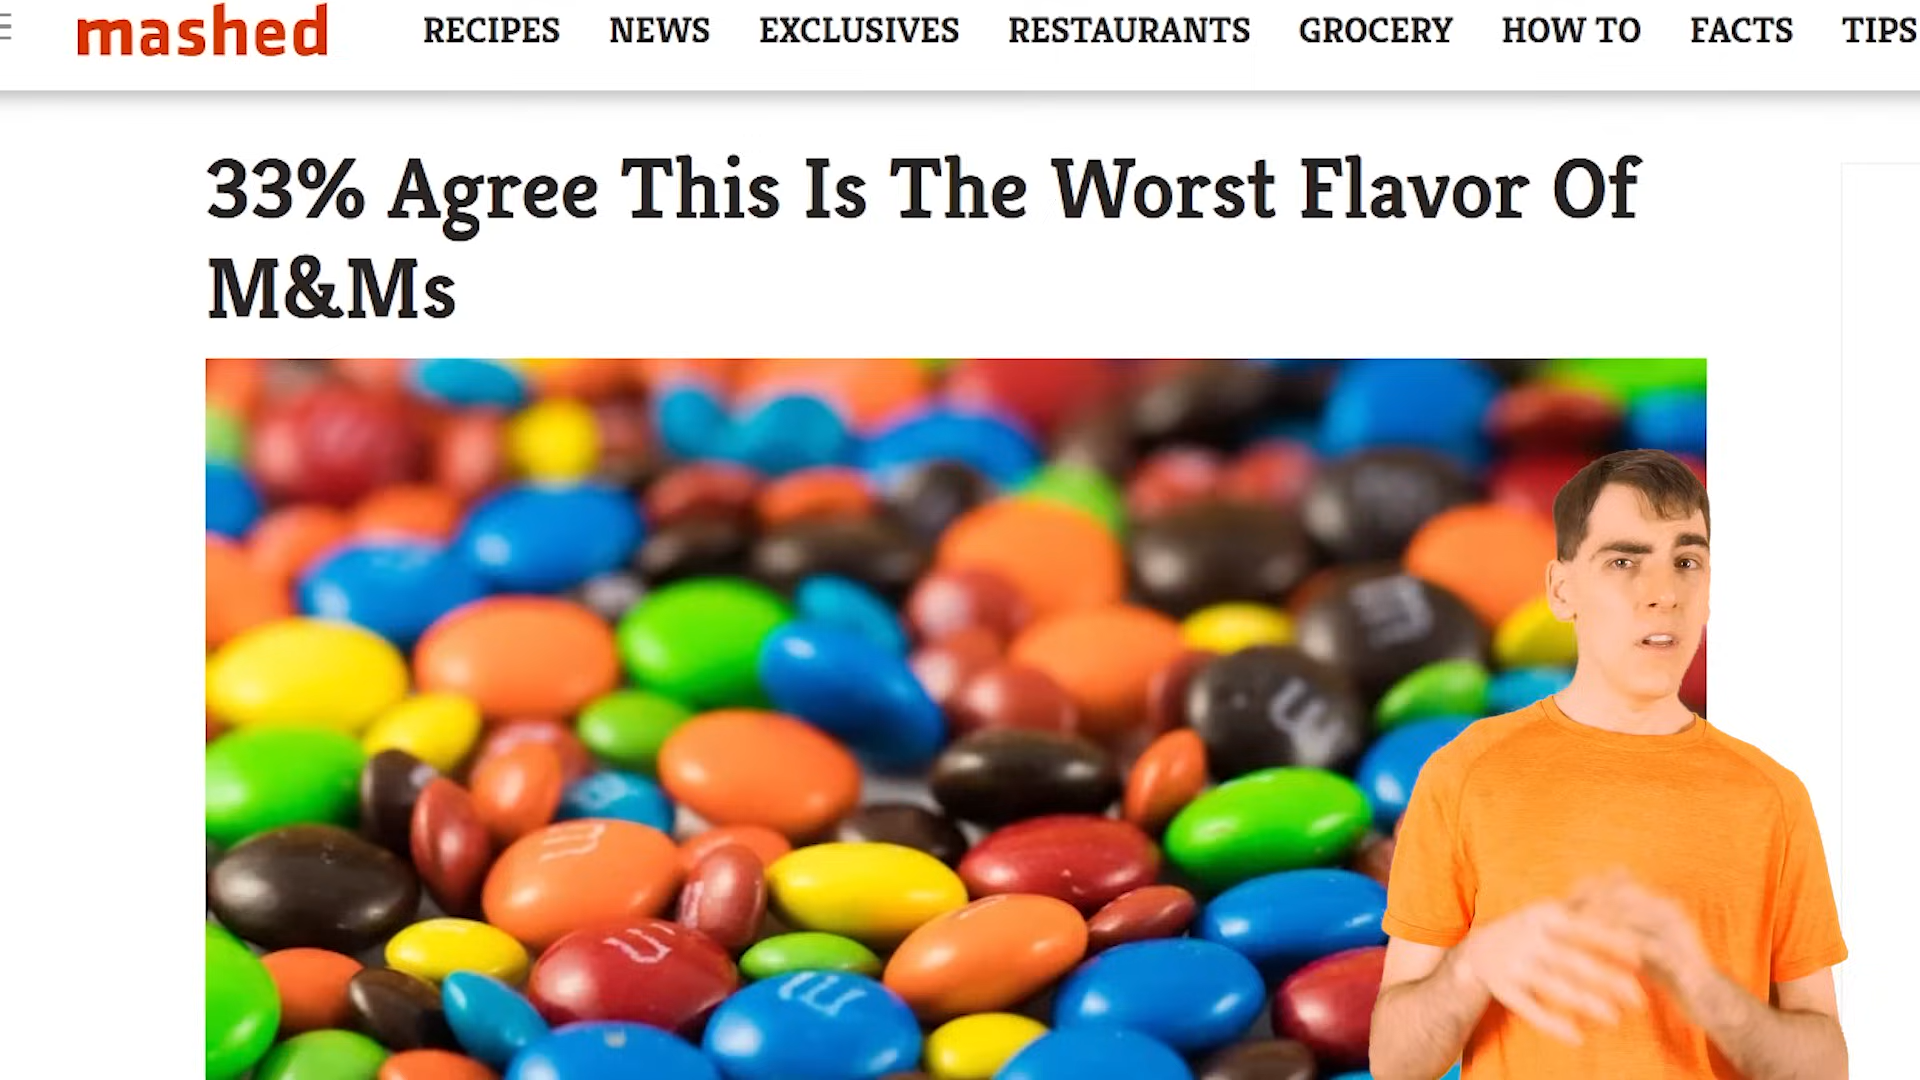 mashed
RECIPES NEWS EXCLUSIVES RESTAURANTS GROCERY HOW TO FACTS TIPS
33% Agree This Is The Worst Flavor Of
M&Ms
m
m
m
m
m